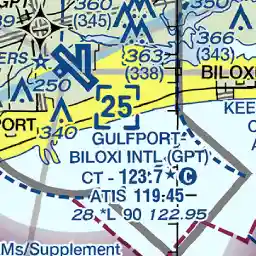 GPT
360
(345)
ERS
363
(338)
366
(343)
BILOXI
250
25
KEE
PORT
340
GULFPORT-
BILOXI INTL (GPT)
CT - 123.7 ★ C
ATIS 119.45
28 *L 90 122.95
Ms/Supplement